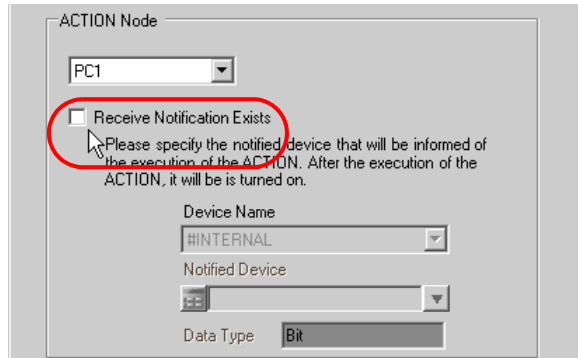 ACTION Node
PC1
Receive Notification Exists
Please specify the notified device that will be informed of
the execution of the ACTION. After the execution of the
ACTION, it will be is turned on.
Device Name
#INTERNAL
Notified Device
Data Type Bit